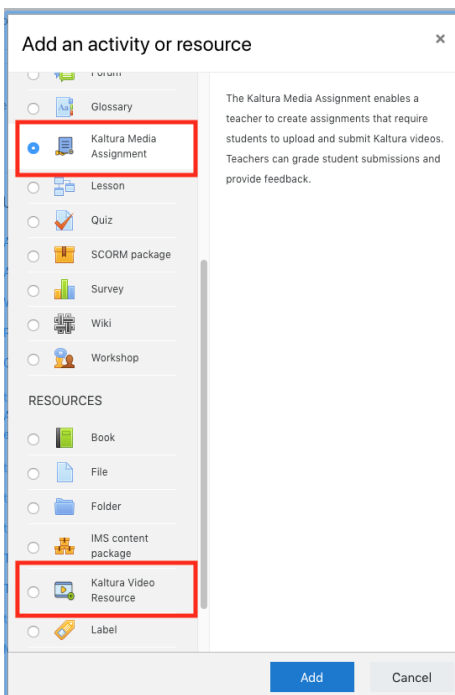 Add an activity or resource
×
Forum
Glossary
Kaltura Media
Assignment
Lesson
Quiz
SCORM package
Survey
Wiki
Workshop
RESOURCES
Book
File
Folder
IMS content
package
Kaltura Video
Resource
Label
The Kaltura Media Assignment enables a
teacher to create assignments that require
students to upload and submit Kaltura videos.
Teachers can grade student submissions and
provide feedback.
Add
Cancel